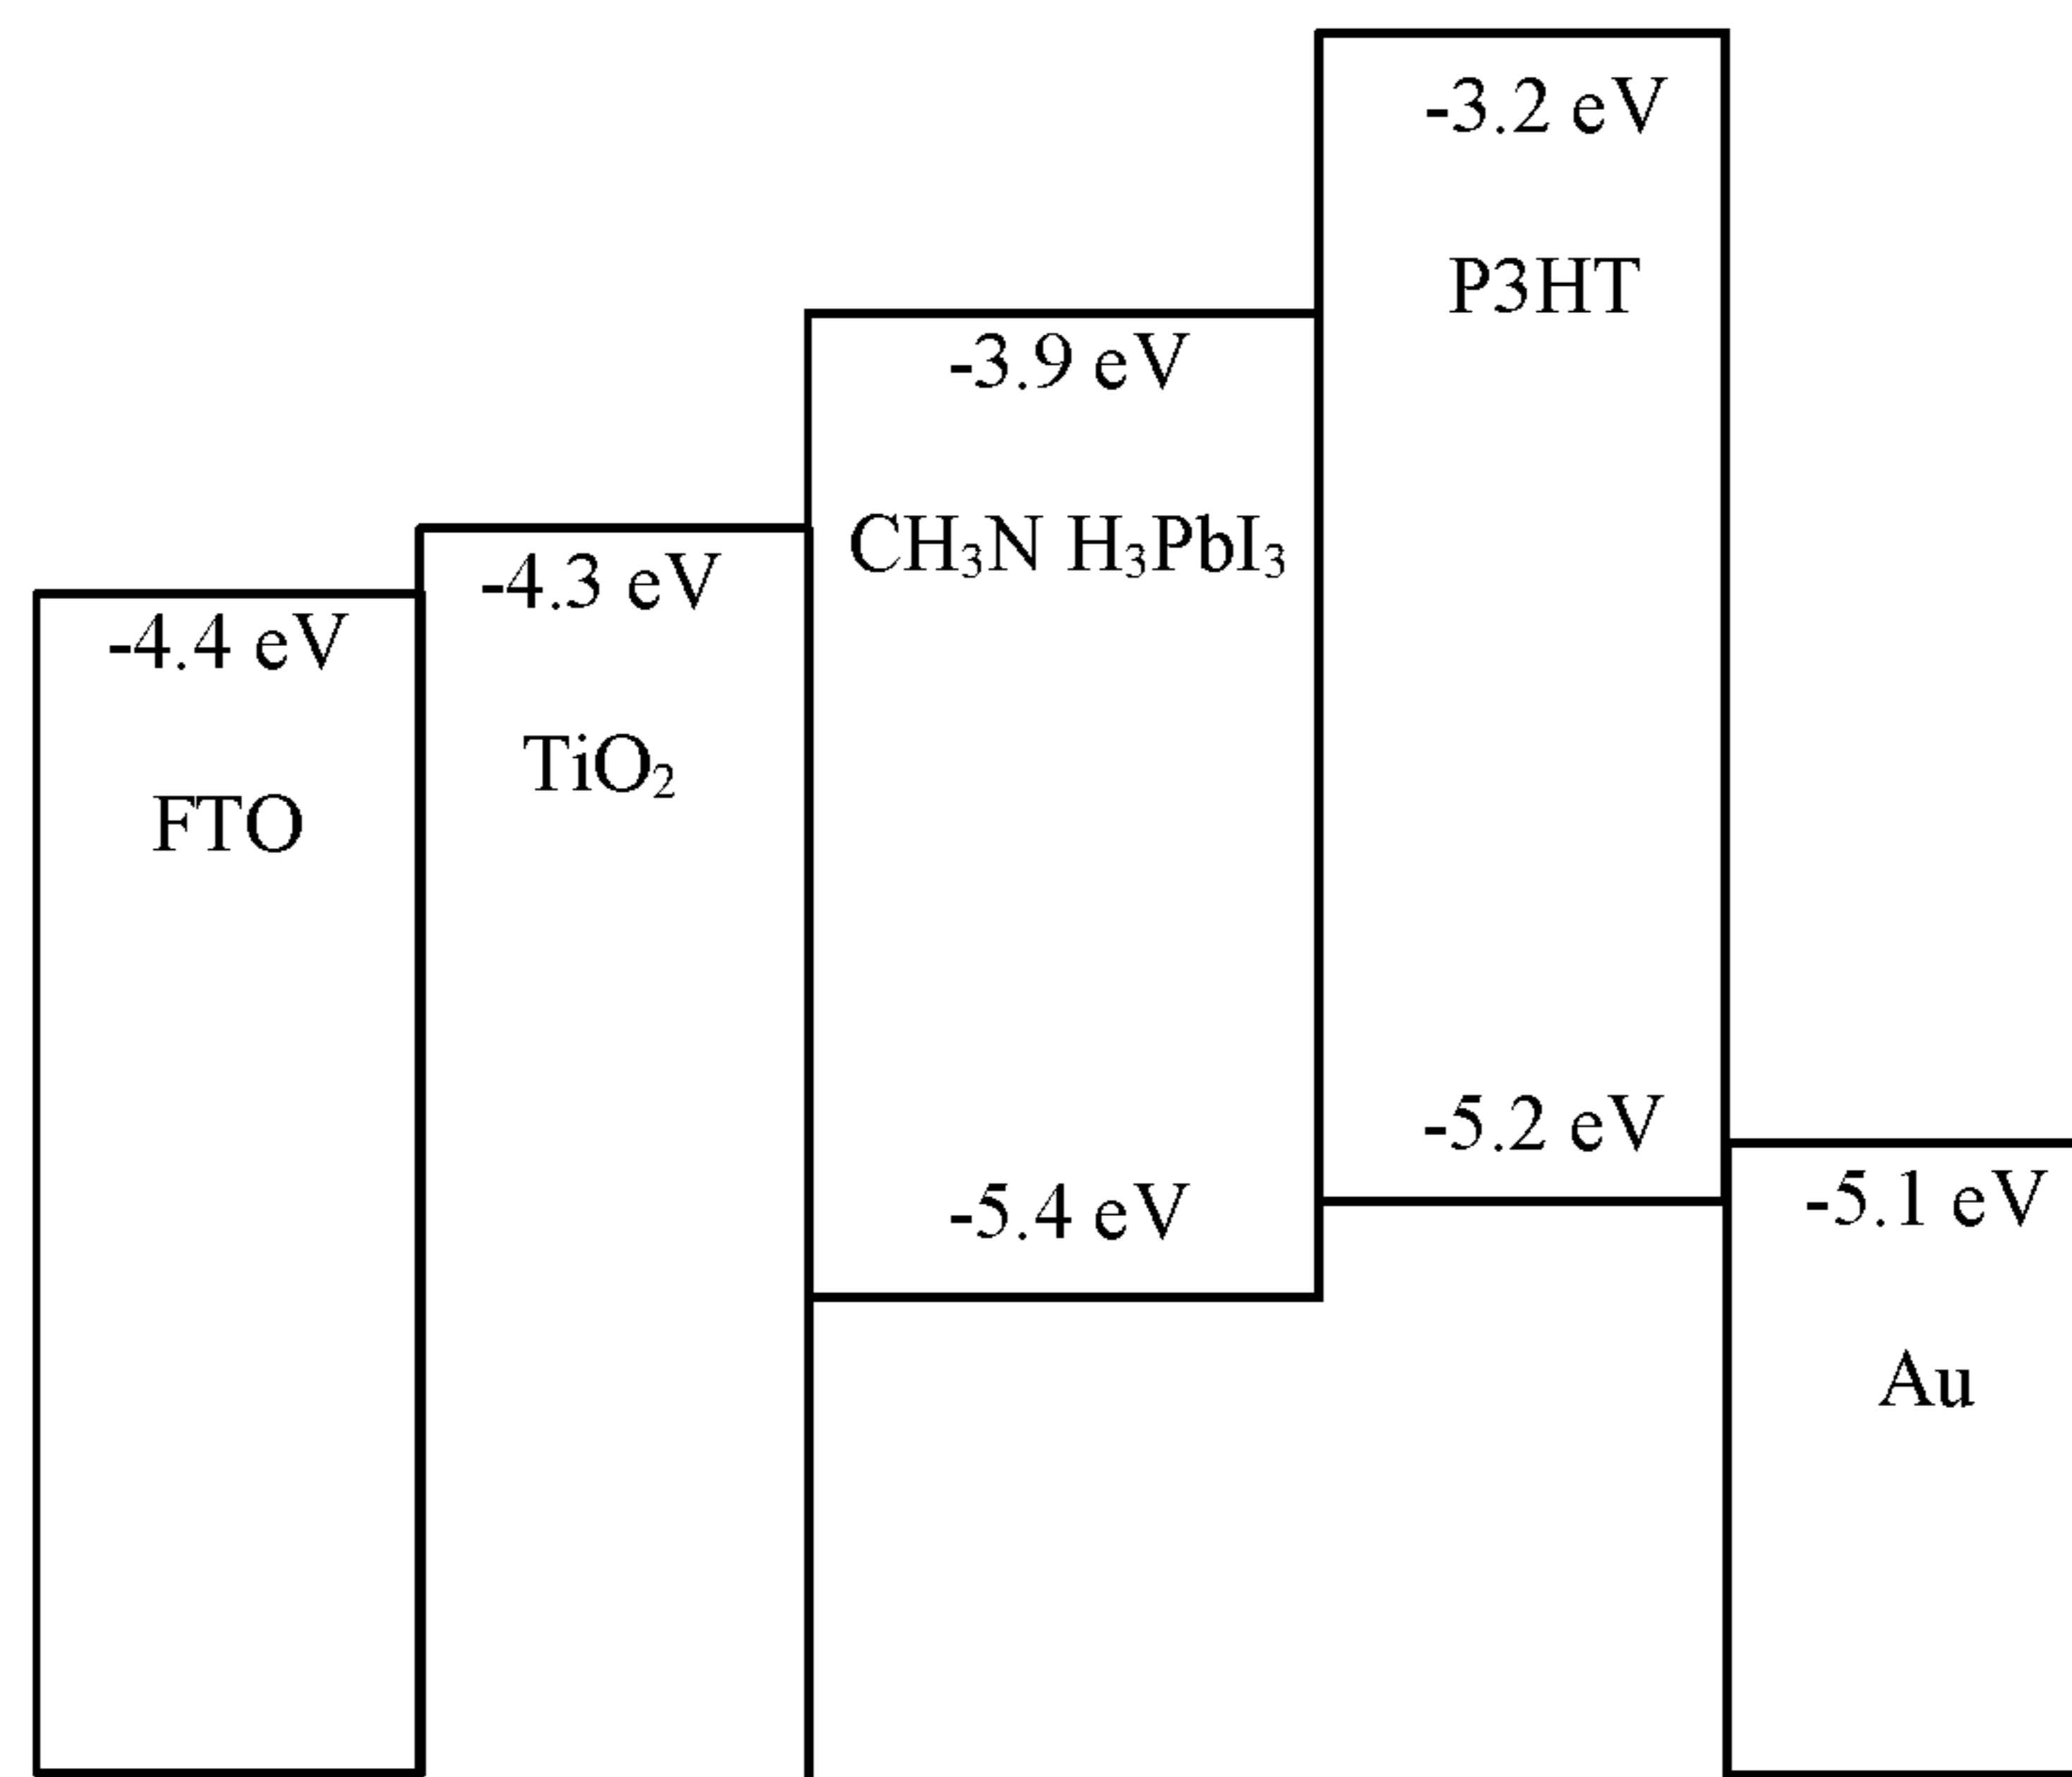 -3.2 eV
P3HT
-3.9 eV
CH₃N H₃PbI₃
-4.3 eV
TiO₂
-4.4 eV
FTO
-5.2 eV
-5.4 eV
-5.1 eV
Au